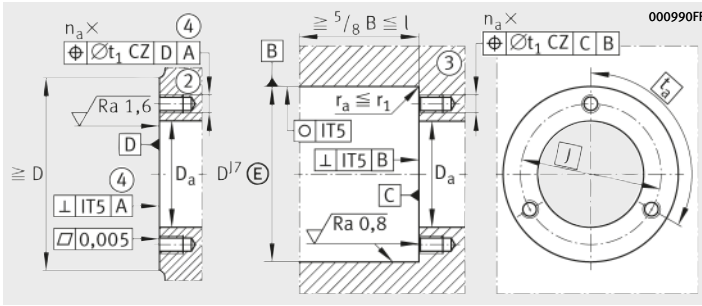 nₐ×
④
≧ ⁵/₈ B ≦ l
nₐ×
000990FF
⌖ ∅t₁ CZ D A
B
⌖ ∅t₁ CZ C B
②
③
tₐ
Ra 1,6
rₐ ≦ r₁
○ IT5
D
J
≧ D
Dₐ
Dᴶ⁷ Ⓔ
⊥ IT5 B
Dₐ
④
C
⊥ IT5 A
Ra 0,8
⏥ 0,005